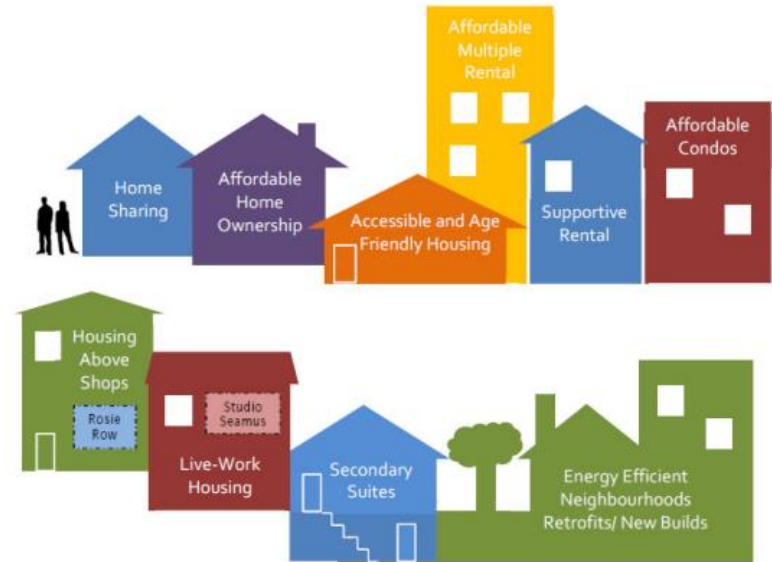 Affordable
Multiple
Rental
Home
Sharing
Affordable
Home
Ownership
Accessible and Age
Friendly Housing
Supportive
Rental
Affordable
Condos
Housing
Above
Shops
Rosie
Row
Studio
Seamus
Live-Work
Housing
Secondary
Suites
Energy Efficient
Neighbourhoods
Retrofits/ New Builds